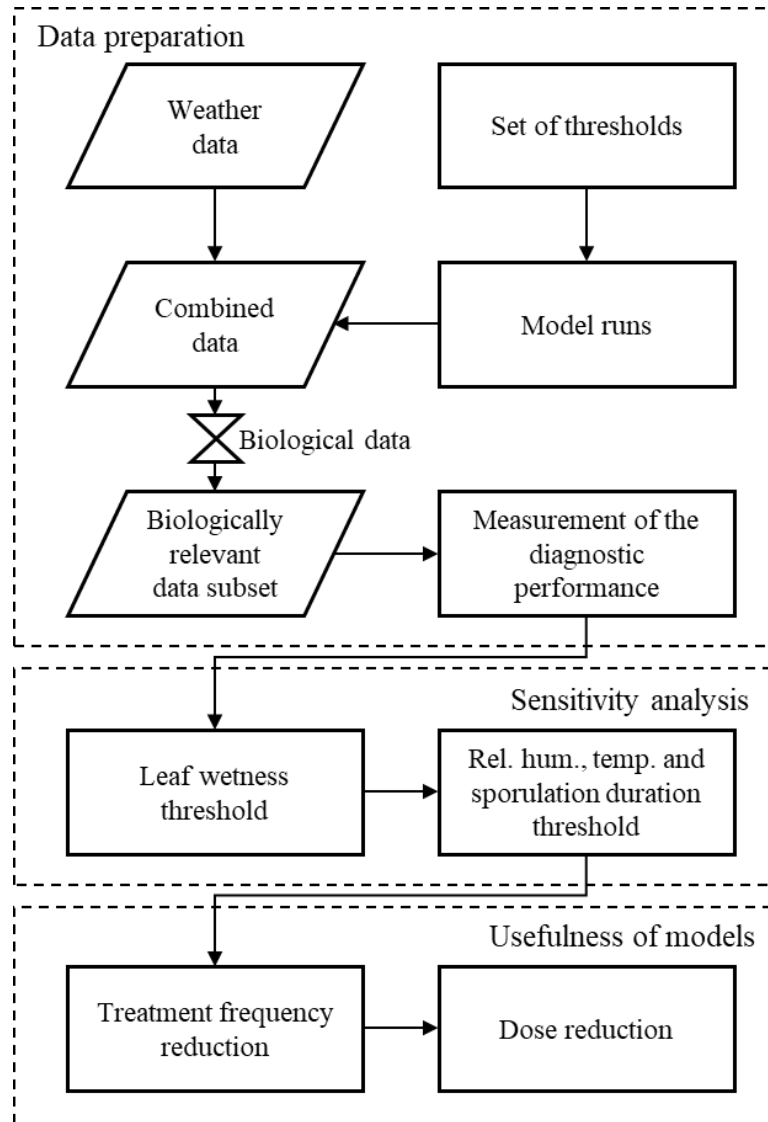 Data preparation
Weather
data
Set of thresholds
Combined
data
Model runs
Biological data
Biologically
relevant
data subset
Measurement of the
diagnostic
performance
Sensitivity analysis
Leaf wetness
threshold
Rel. hum., temp. and
sporulation duration
threshold
Usefulness of models
Treatment frequency
reduction
Dose reduction